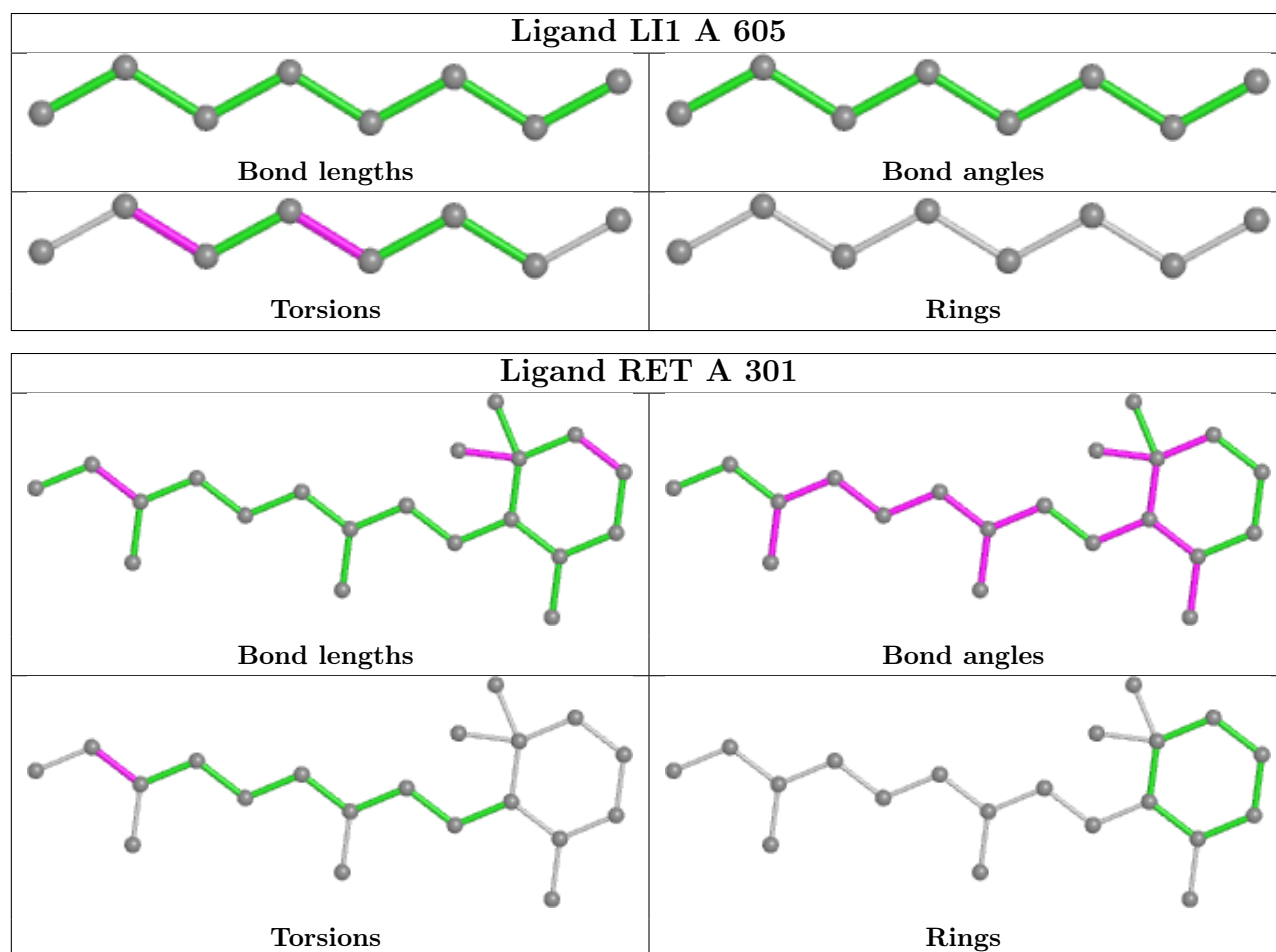 Ligand LI1 A 605
Bond lengths
Bond angles
Torsions
Rings
Ligand RET A 301
Bond lengths
Bond angles
Torsions
Rings